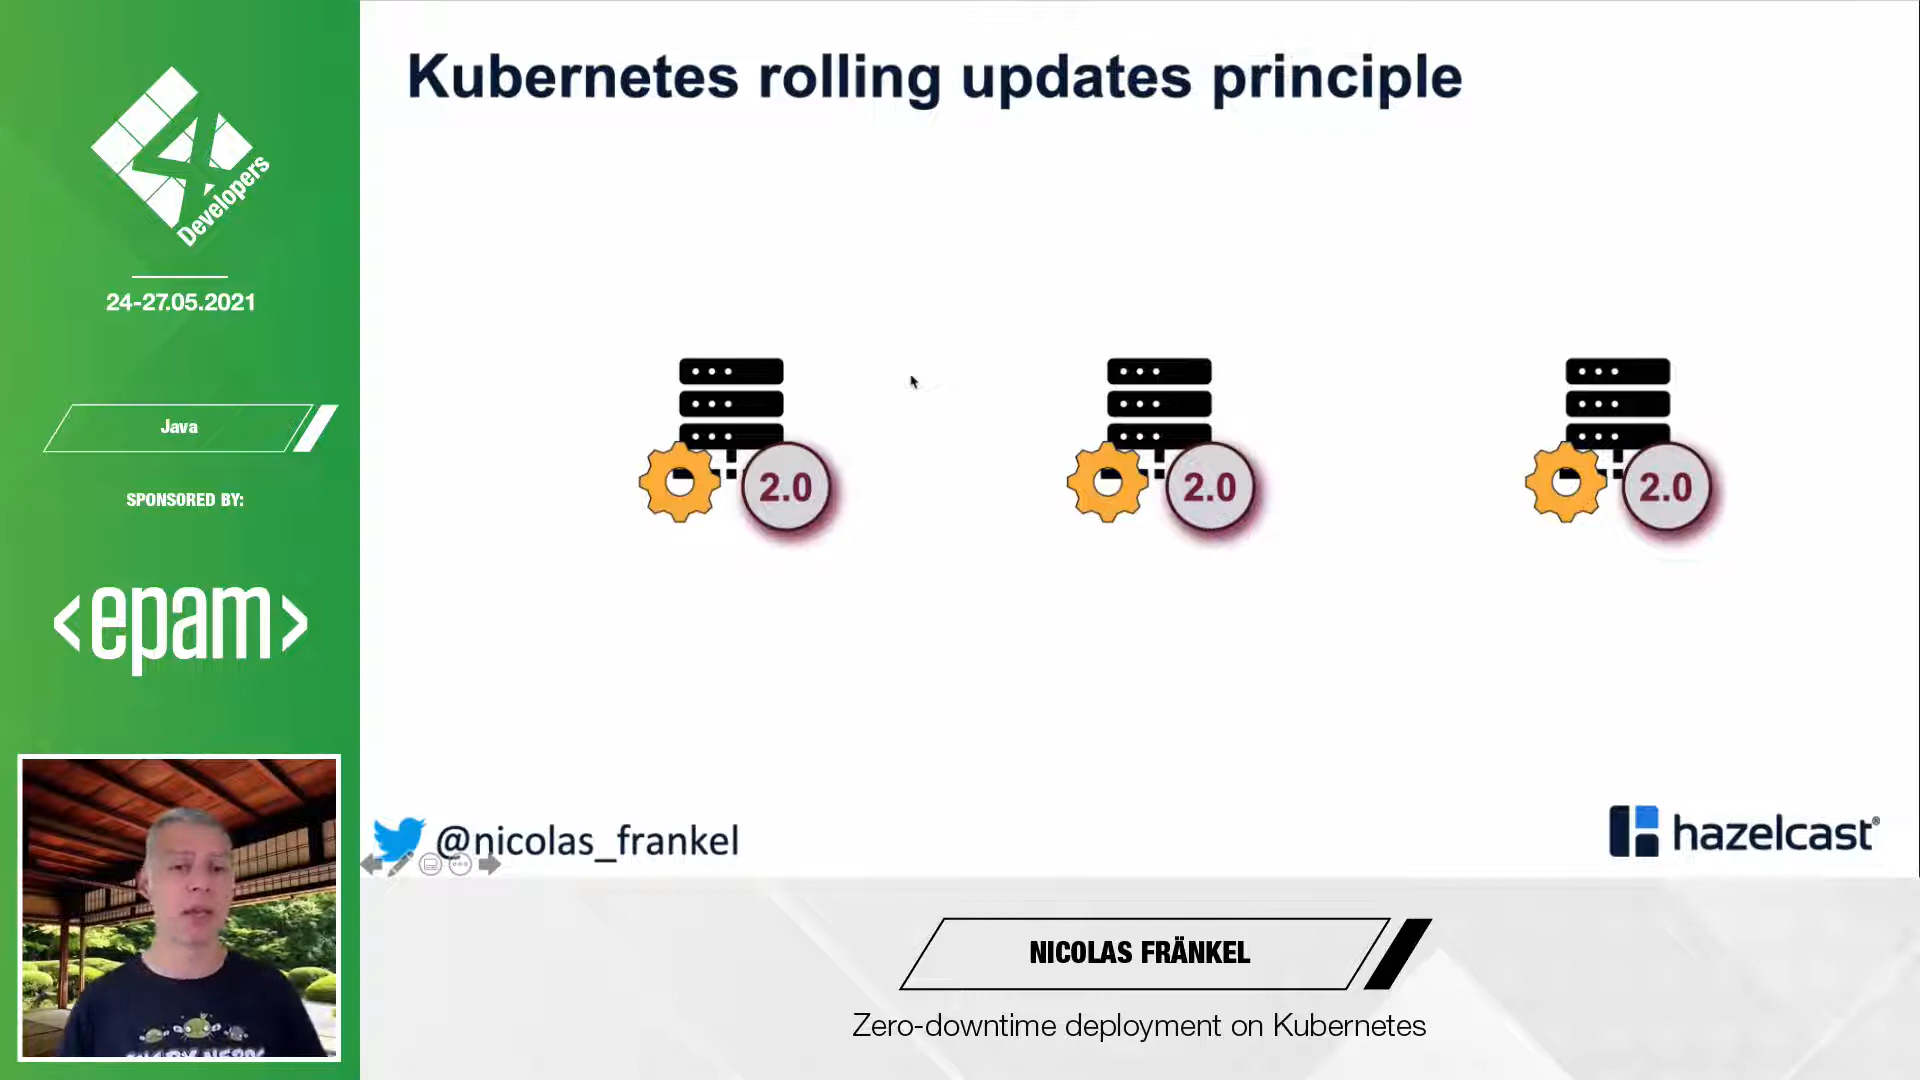 4
Developers
24-27.05.2021
Java
SPONSORED BY:
<epam>
Kubernetes rolling updates principle
2.0
2.0
2.0
@nicolas_frankel
hazelcast®
NICOLAS FRÄNKEL
Zero-downtime deployment on Kubernetes